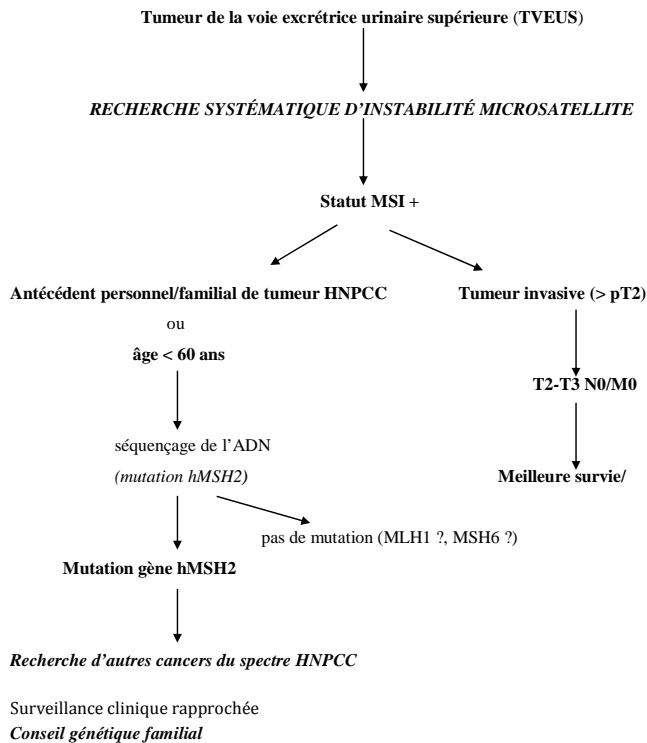 Tumeur de la voie excrétrice urinaire supérieure (TVEUS)
RECHERCHE SYSTÉMATIQUE D'INSTABILITÉ MICROSATELLITE
Statut MSI +
Antécédent personnel/familial de tumeur HNPCC
ou
âge < 60 ans
séquençage de l'ADN
(mutation hMSH2)
pas de mutation (MLH1 ?, MSH6 ?)
Mutation gène hMSH2
Recherche d'autres cancers du spectre HNPCC
Surveillance clinique rapprochée
Conseil génétique familial
Tumeur invasive (> pT2)
T2-T3 N0/M0
Meilleure survie/